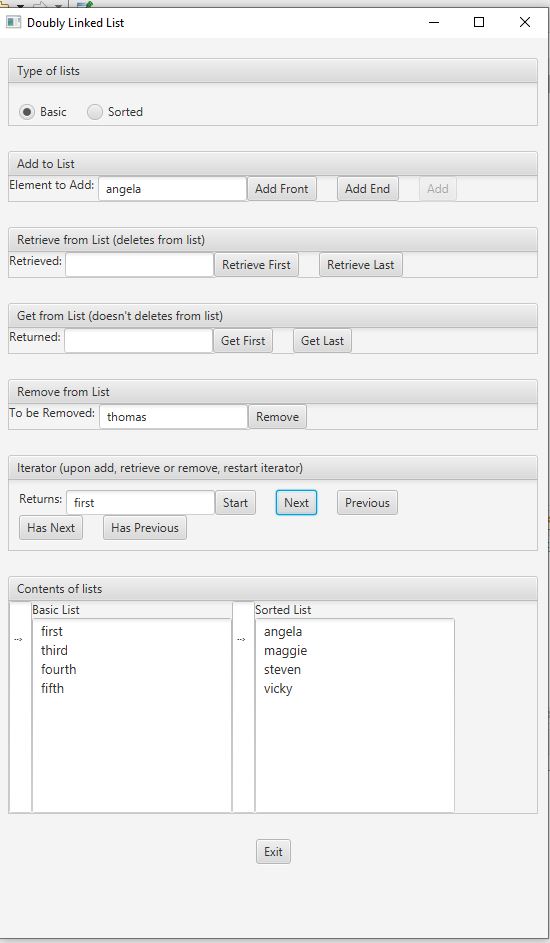 Doubly Linked List
Type of lists
Basic Sorted
Add to List
Element to Add: angela Add Front Add End Add
Retrieve from List (deletes from list)
Retrieved: Retrieve First Retrieve Last
Get from List (doesn't deletes from list)
Returned: Get First Get Last
Remove from List
To be Removed: thomas Remove
Iterator (upon add, retrieve or remove, restart iterator)
Returns: first Start Next Previous
Has Next Has Previous
Contents of lists
Basic List Sorted List
first angela
third maggie
fourth steven
fifth vicky
Exit